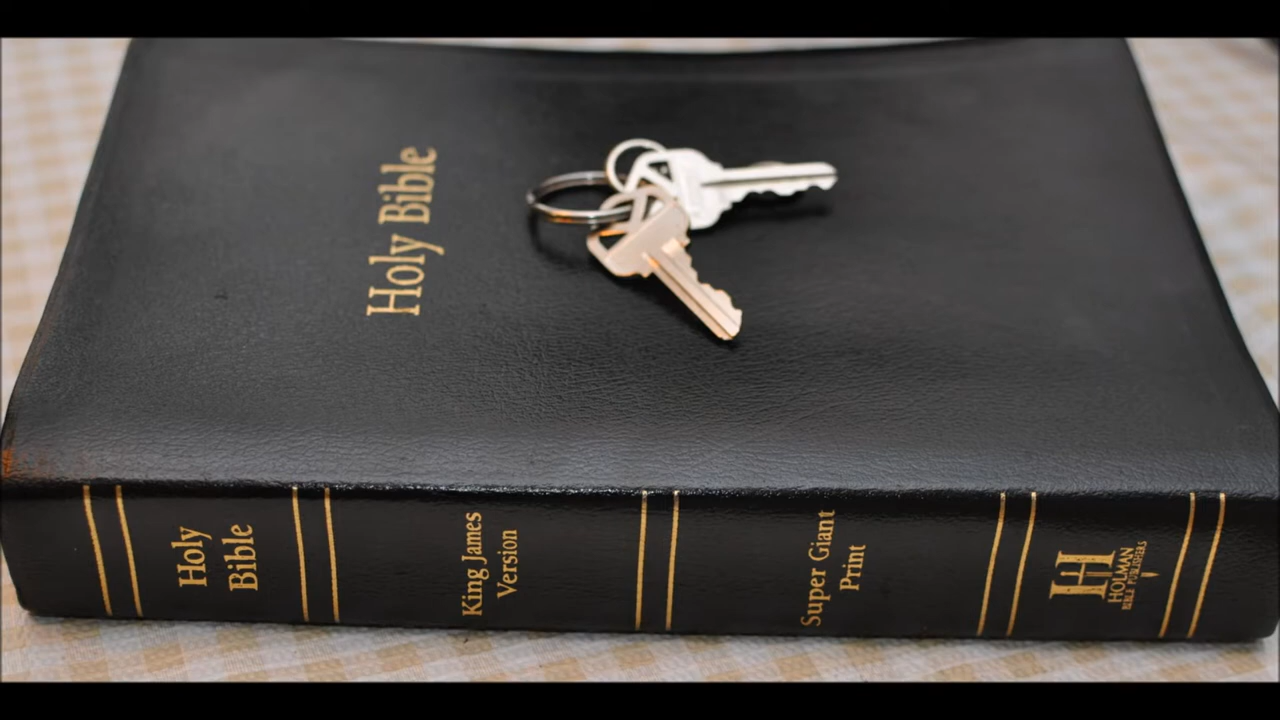 Holy Bible
Holy
Bible
King James
Version
Super Giant
Print
HOLMAN
BIBLE PUBLISHERS